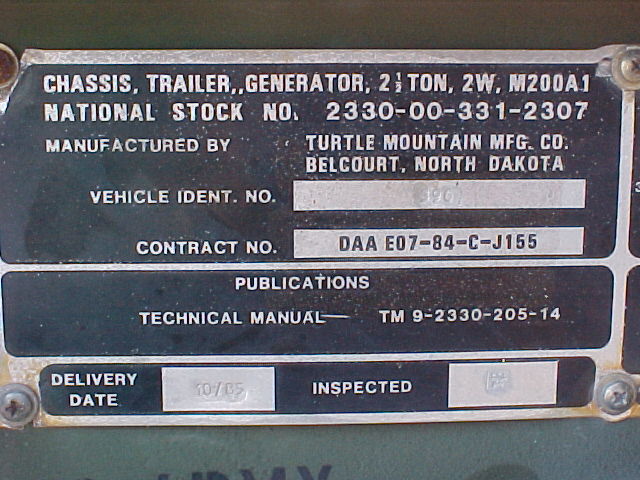 CHASSIS, TRAILER,,GENERATOR, 2½ TON, 2W, M200A1
NATIONAL STOCK NO. 2330-00-331-2307
MANUFACTURED BY TURTLE MOUNTAIN MFG. CO.
BELCOURT, NORTH DAKOTA
VEHICLE IDENT. NO.
CONTRACT NO. DAA E07-84-C-J155
PUBLICATIONS
TECHNICAL MANUAL— TM 9-2330-205-14
DELIVERY DATE 10/85 INSPECTED